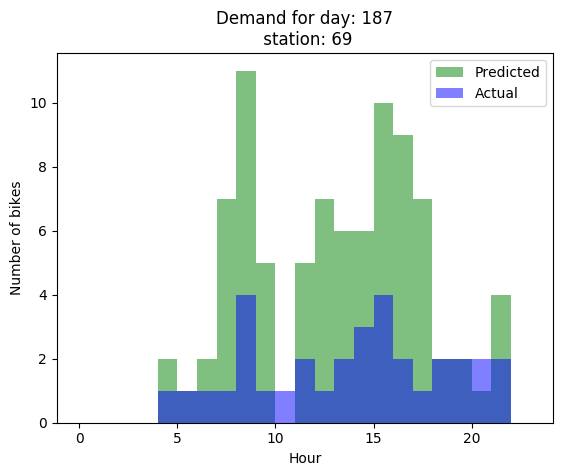 Demand for day: 187
station: 69
Predicted
Actual
Number of bikes
10
8
6
4
2
0
0 5 10 15 20
Hour